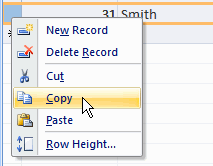 31 Smith
New Record
Delete Record
Cut
Copy
Paste
Row Height...